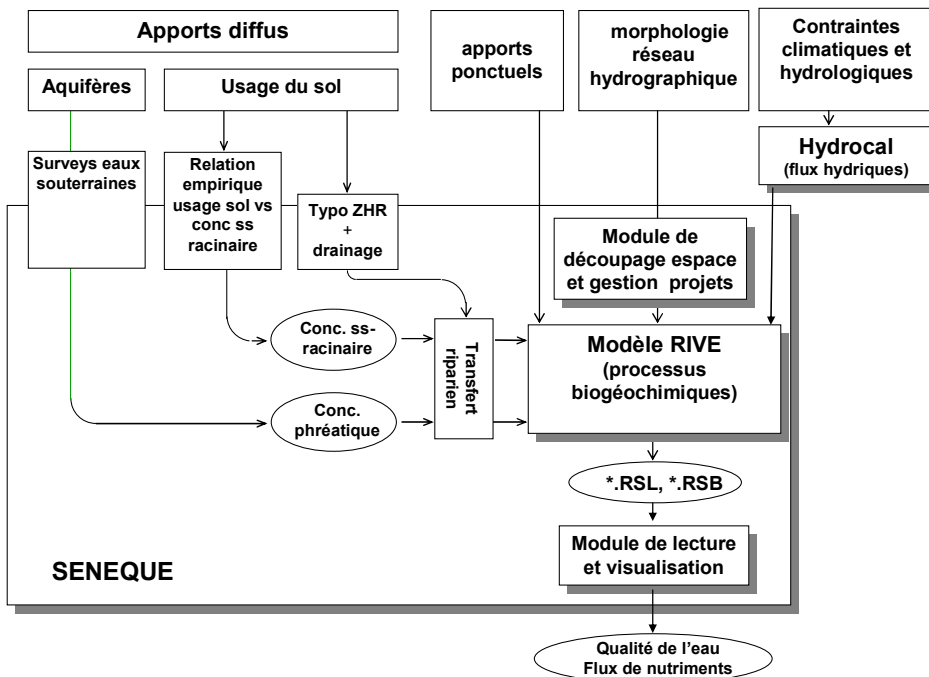 Apports diffus
Aquifères
Usage du sol
apports
ponctuels
morphologie
réseau
hydrographique
Contraintes
climatiques et
hydrologiques
Surveys eaux
souterraines
Relation
empirique
usage sol vs
conc ss
racinaire
Typo ZHR
+
drainage
Hydrocal
(flux hydriques)
Module de
découpage espace
et gestion projets
Conc. ss-
racinaire
Conc.
phréatique
Transfert
riparien
Modèle RIVE
(processus
biogéochimiques)
*.RSL, *.RSB
Module de lecture
et visualisation
SENEQUE
Qualité de l'eau
Flux de nutriments